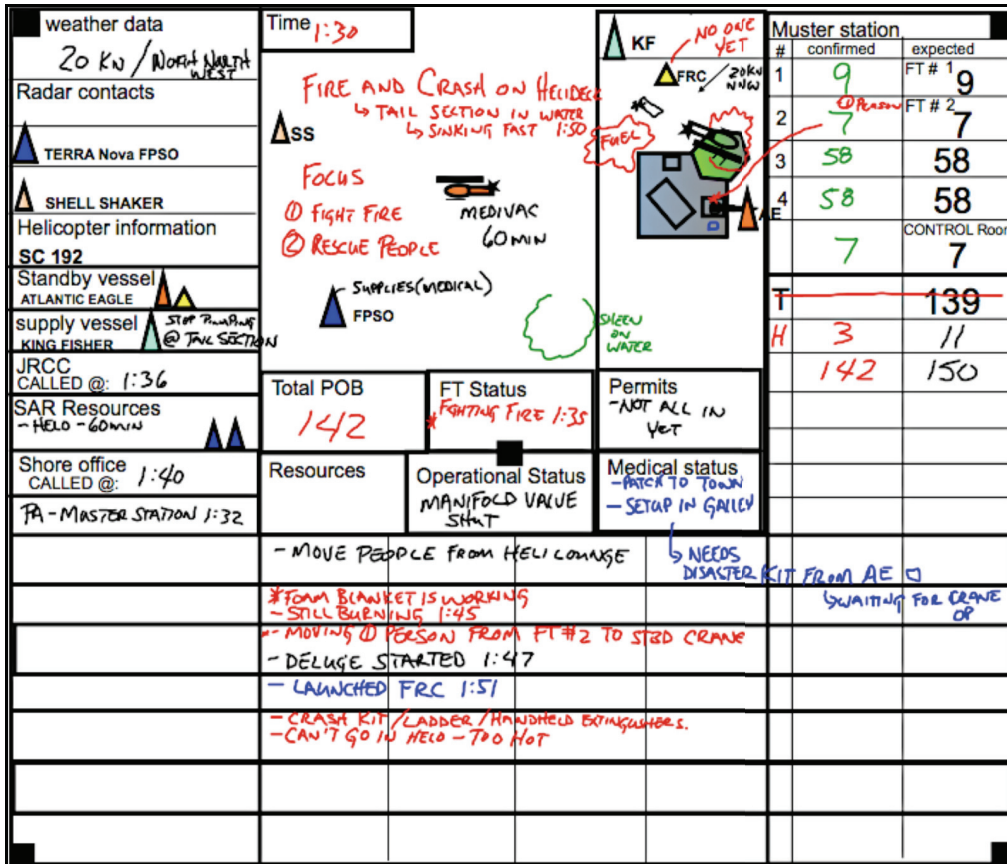 weather data
20 KN / NORTH NORTH WEST
Radar contacts
TERRA Nova FPSO
SHELL SHAKER
Helicopter information
SC 192
Standby vessel
ATLANTIC EAGLE
supply vessel
KING FISHER
STOP PUMPING
@ TAIL SECTION
JRCC
CALLED @: 1:36
SAR Resources
- HELO - 60MIN
Shore office
CALLED @: 1:40
PA - MUSTER STATION 1:32
Time 1:30
FIRE AND CRASH ON HELIDECK
↳ TAIL SECTION IN WATER
↳ SINKING FAST 1:50
SS
FOCUS
① FIGHT FIRE
② RESCUE PEOPLE
MEDIVAC
60 MIN
SUPPLIES (MEDICAL)
FPSO
SHEEN
ON
WATER
KF
NO ONE
YET
FRC
20KN
NNW
FUEL
AE
Total POB
142
FT Status
* FIGHTING FIRE 1:35
Permits
- NOT ALL IN
YET
Resources
Operational Status
MANIFOLD VALVE
SHUT
Medical status
- PATCH TO TOWN
- SETUP IN GALLEY
↳ NEEDS
DISASTER KIT FROM AE
↳ WAITING FOR CRANE
OP
Muster station
# confirmed expected
1 9 FT # 1 9
① PERSON
2 7 FT # 2 7
3 58 58
4 58 58
CONTROL Room
7 7
T 139
H 3 11
142 150
- MOVE PEOPLE FROM HELI LOUNGE
* FOAM BLANKET IS WORKING
- STILL BURNING 1:45
*- MOVING ① PERSON FROM FT #2 TO STBD CRANE
- DELUGE STARTED 1:47
- LAUNCHED FRC 1:51
- CRASH KIT / LADDER / HANDHELD EXTINGUISHERS.
- CAN'T GO IN HELO - TOO HOT